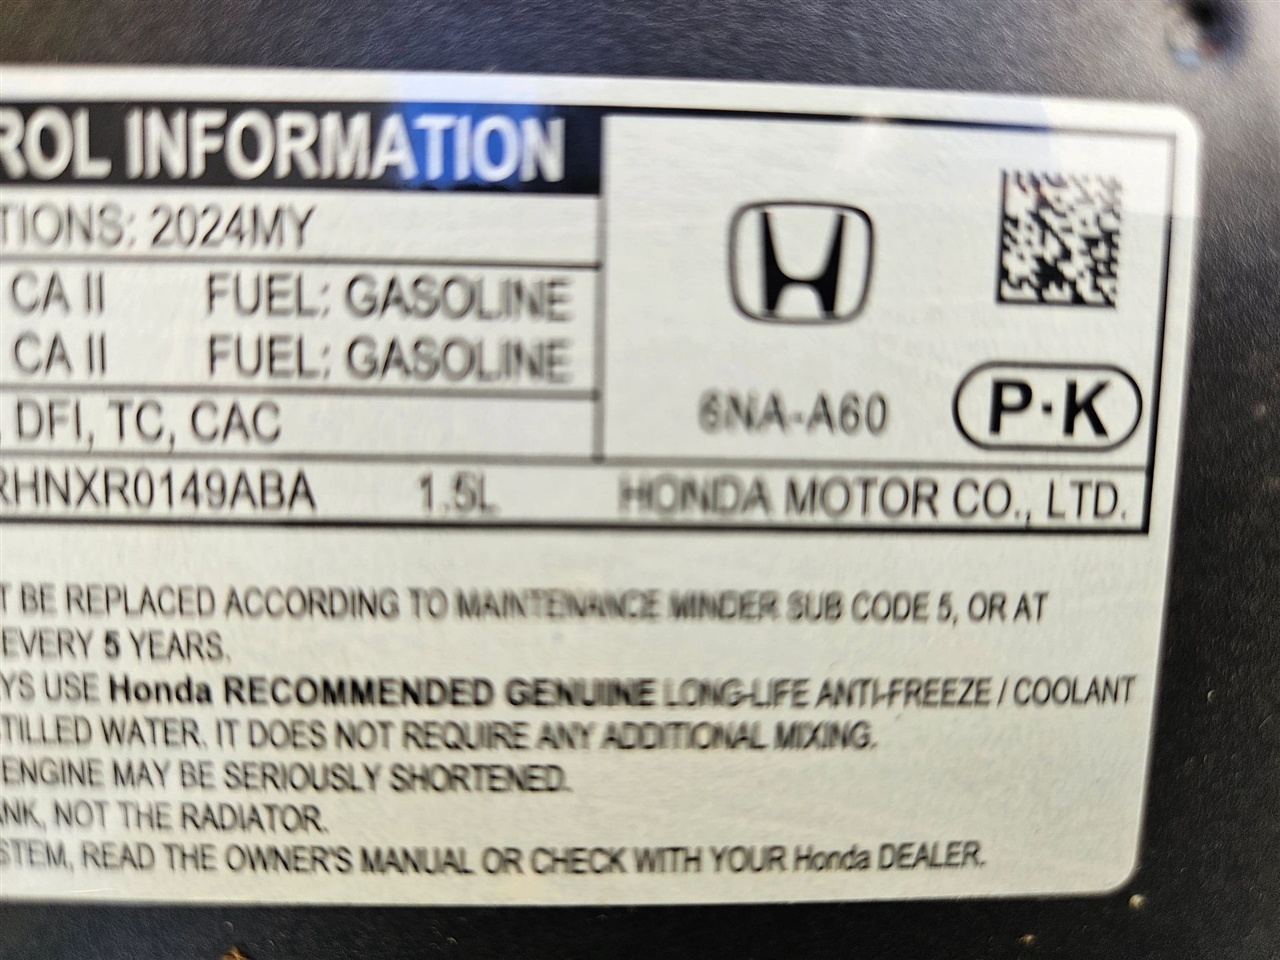 ROL INFORMATION
TIONS: 2024MY
CA II FUEL: GASOLINE
CA II FUEL: GASOLINE
, DFI, TC, CAC
6NA-A60
P·K
RHNXR0149ABA 1.5L HONDA MOTOR CO., LTD.
T BE REPLACED ACCORDING TO MAINTENANCE MINDER SUB CODE 5, OR AT
EVERY 5 YEARS.
YS USE Honda RECOMMENDED GENUINE LONG-LIFE ANTI-FREEZE / COOLANT
TILLED WATER. IT DOES NOT REQUIRE ANY ADDITIONAL MIXING.
ENGINE MAY BE SERIOUSLY SHORTENED.
ANK, NOT THE RADIATOR.
STEM, READ THE OWNER'S MANUAL OR CHECK WITH YOUR Honda DEALER.